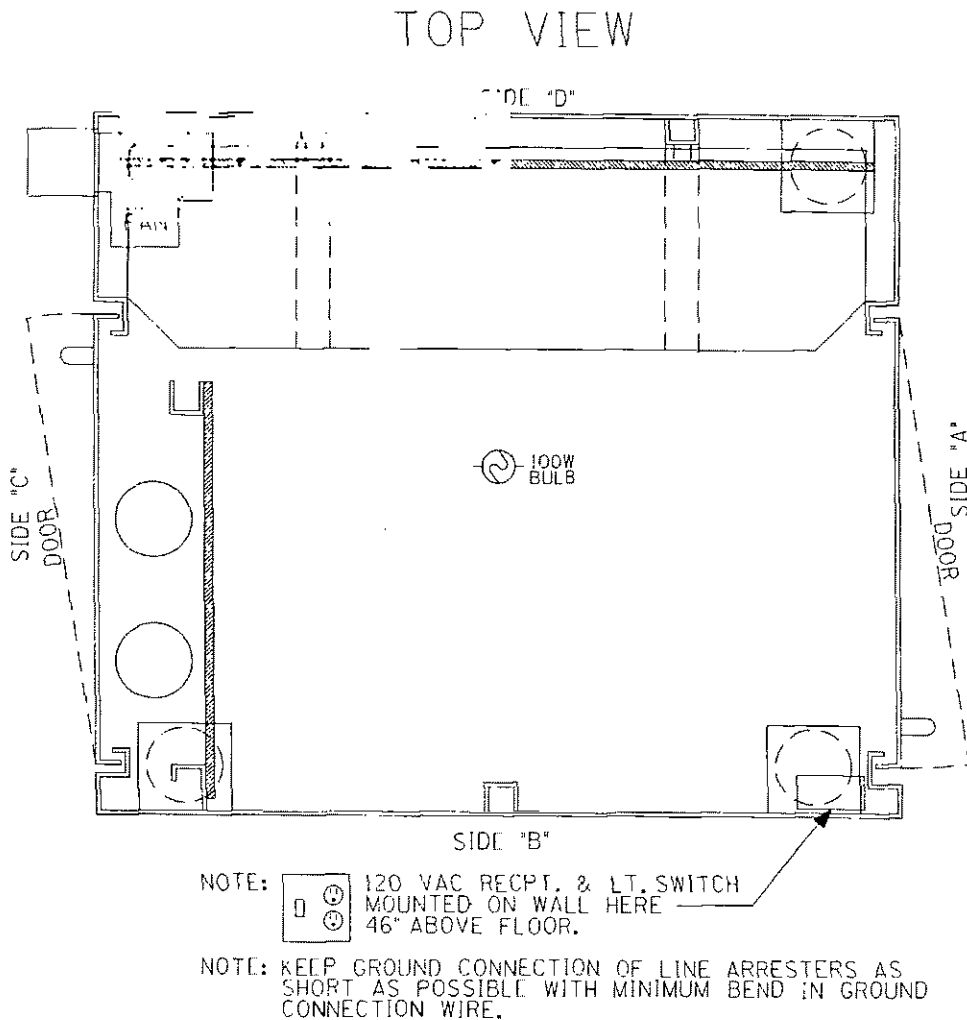 TOP VIEW
SIDE "D"
FAN
100W
BULB
SIDE "C"
DOOR
SIDE "A"
DOOR
SIDE "B"
NOTE: 120 VAC RECPT. & LT. SWITCH
MOUNTED ON WALL HERE
46" ABOVE FLOOR.
NOTE: KEEP GROUND CONNECTION OF LINE ARRESTERS AS
SHORT AS POSSIBLE WITH MINIMUM BEND IN GROUND
CONNECTION WIRE.